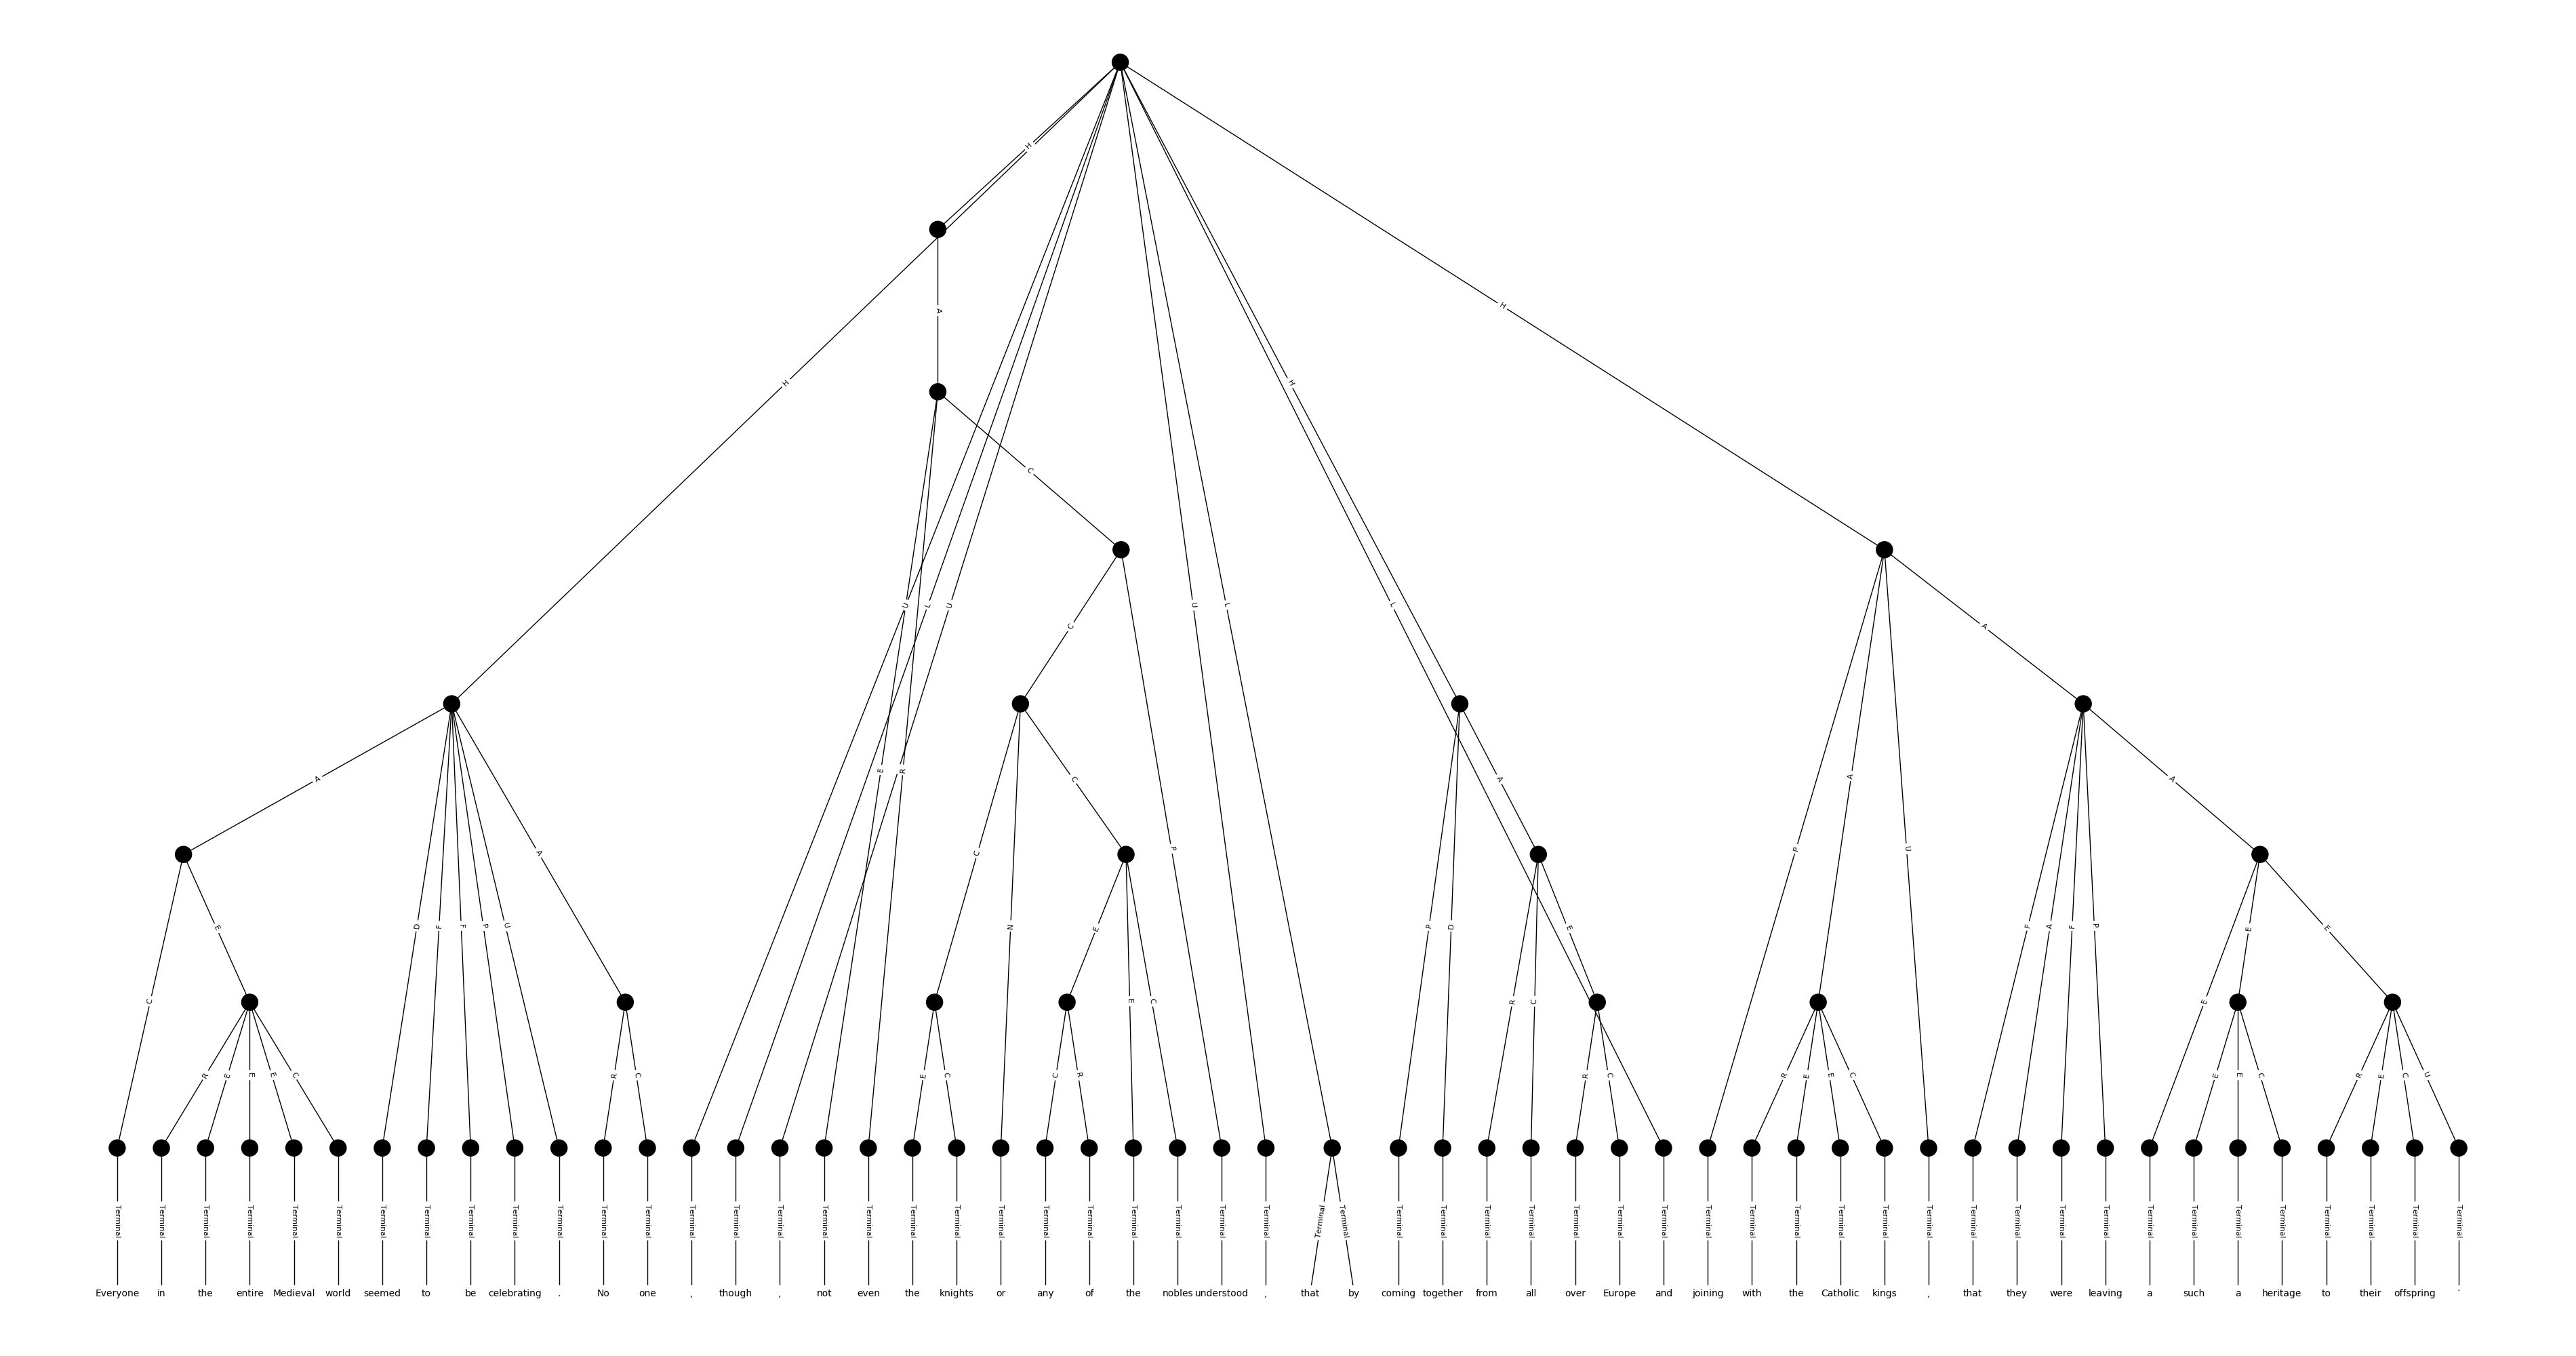 H
H
A
H
H
C
U L U U L L
C A
E R A C C A P A A
C E D F F P U A C N E E C P P D R C E P U F A F P E E E
R E E E C R C E C C R R C R E E C E E C R E C U
Terminal Terminal Terminal Terminal Terminal Terminal Terminal Terminal Terminal Terminal Terminal Terminal Terminal Terminal Terminal Terminal Terminal Terminal Terminal Terminal Terminal Terminal Terminal Terminal Terminal Terminal Terminal Terminal Terminal Terminal Terminal Terminal Terminal Terminal Terminal Terminal Terminal Terminal Terminal Terminal Terminal Terminal Terminal Terminal Terminal Terminal Terminal Terminal Terminal Terminal Terminal Terminal Terminal
Everyone in the entire Medieval world seemed to be celebrating . No one , though , not even the knights or any of the nobles understood , that by coming together from all over Europe and joining with the Catholic kings , that they were leaving a such a heritage to their offspring .